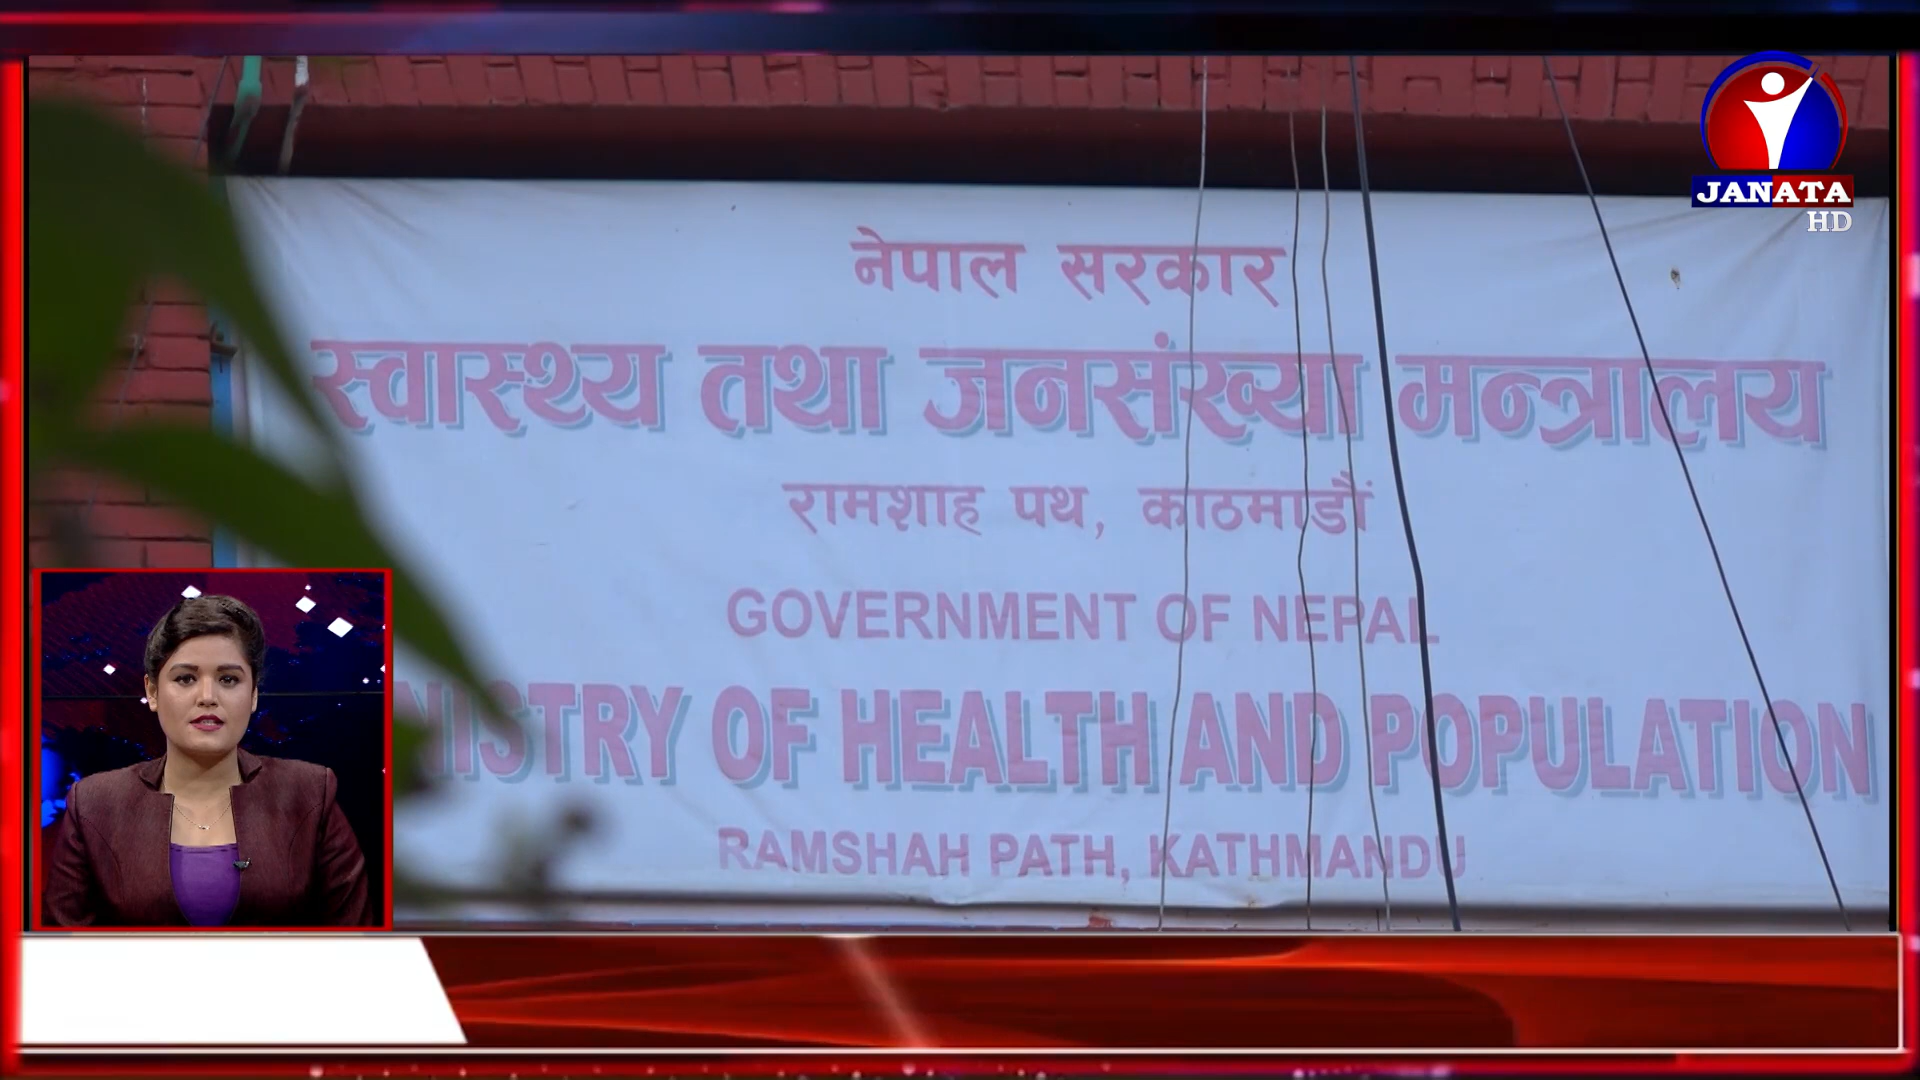 JANATA
HD
नेपाल सरकार
स्वास्थ्य तथा जनसंख्या मन्त्रालय
रामशाह पथ, काठमाडौं
GOVERNMENT OF NEPAL
NISTRY OF HEALTH AND POPULATION
RAMSHAH PATH, KATHMANDU